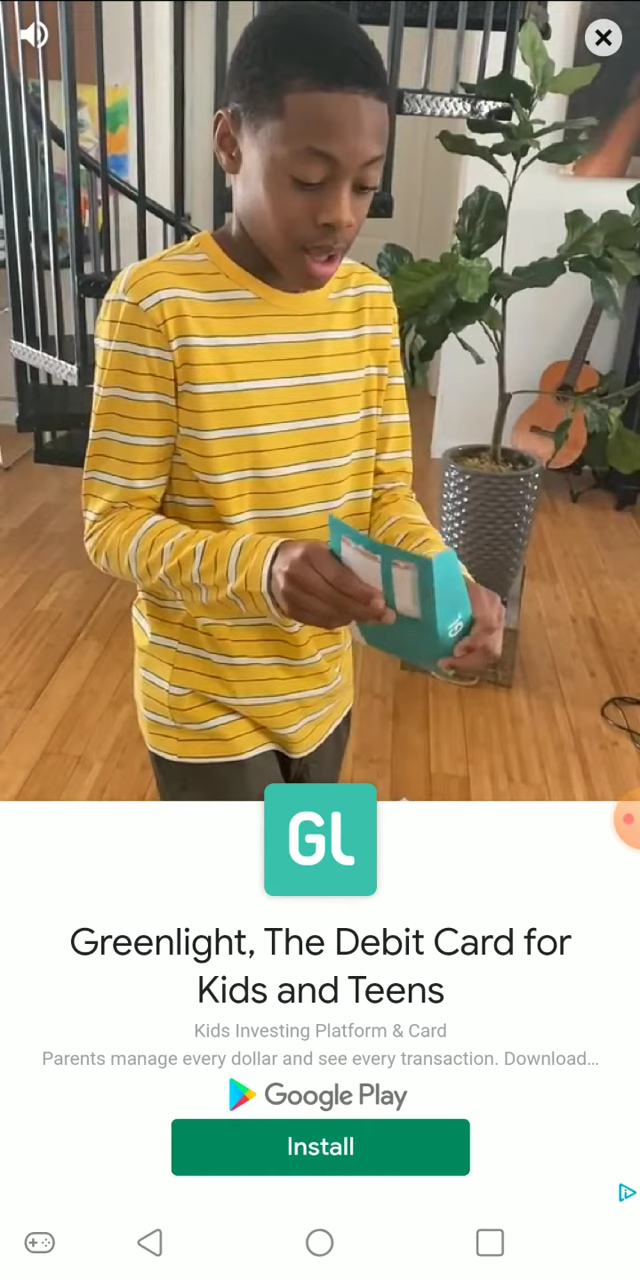 GL
Greenlight, The Debit Card for
Kids and Teens
Kids Investing Platform & Card
Parents manage every dollar and see every transaction. Download...
Google Play
Install